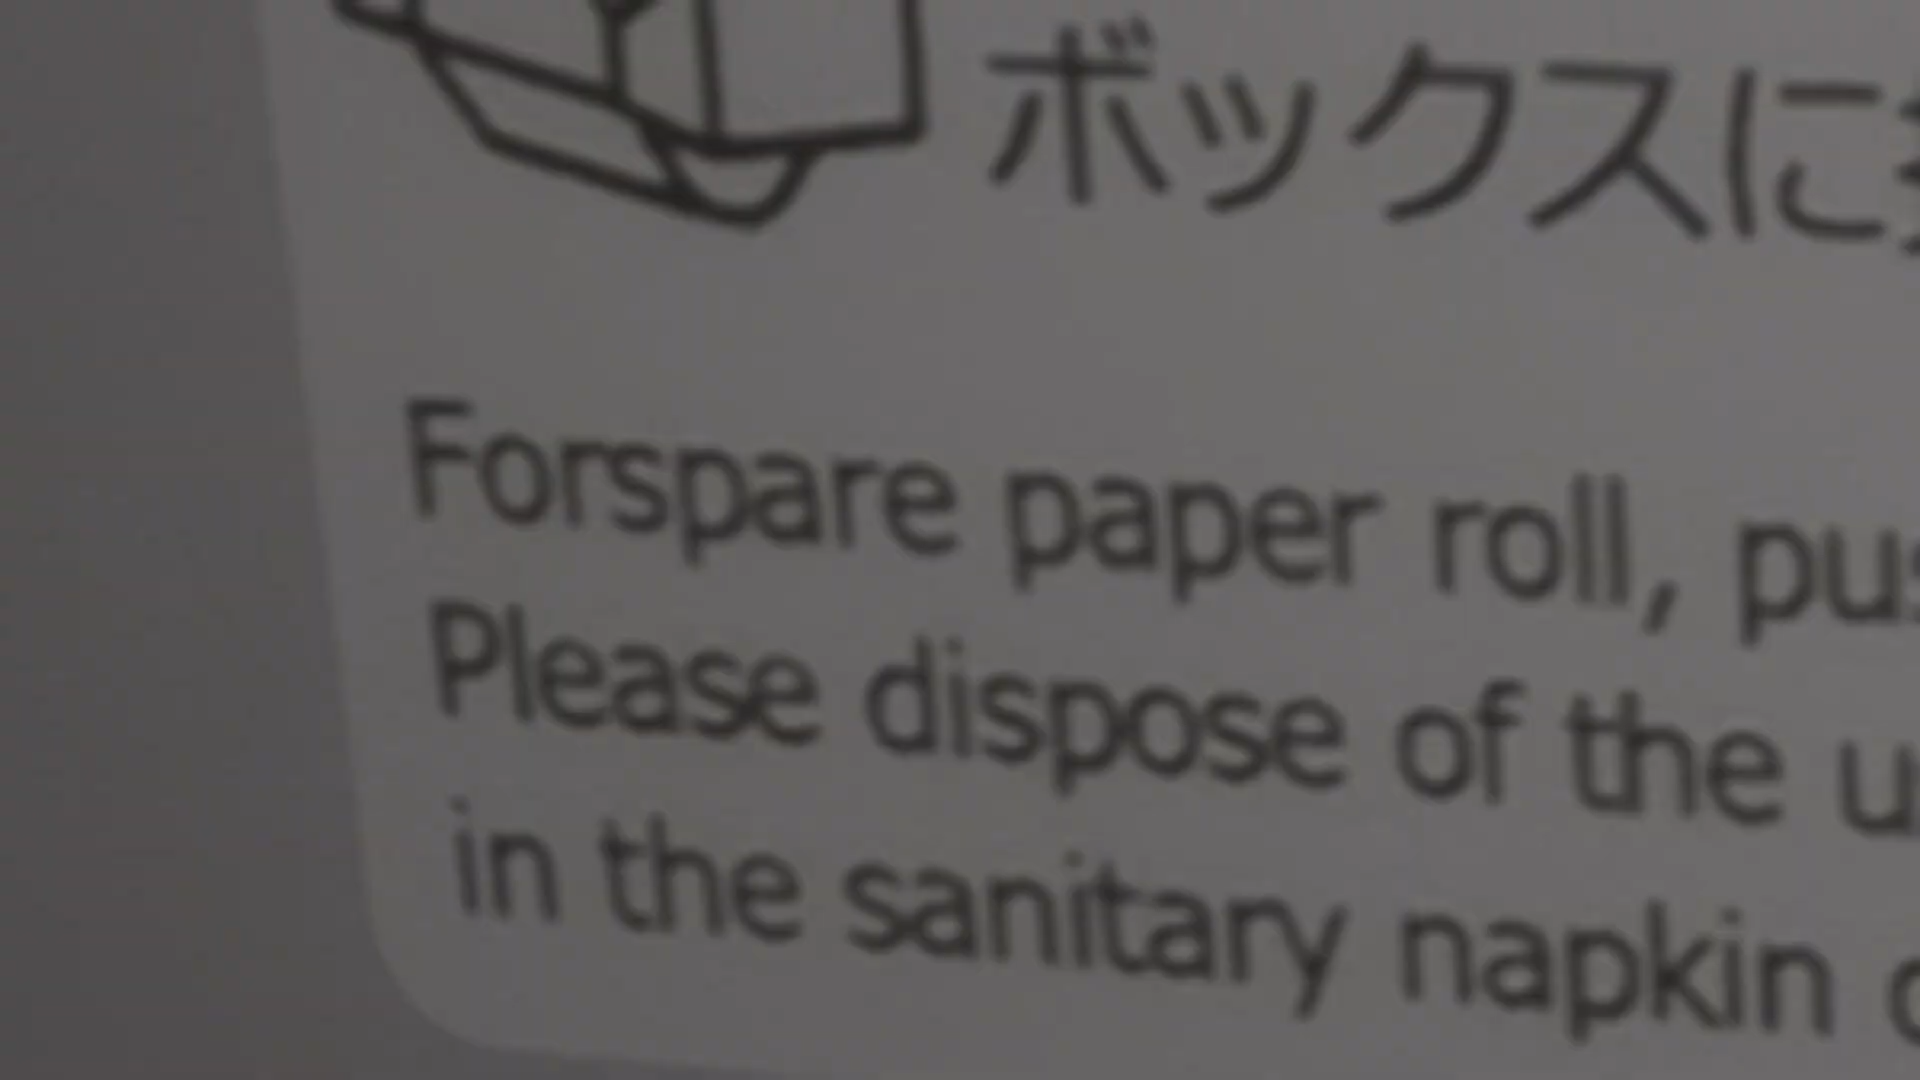 ボックスに
Forspare paper roll,
Please dispose of the
in the sanitary napkin